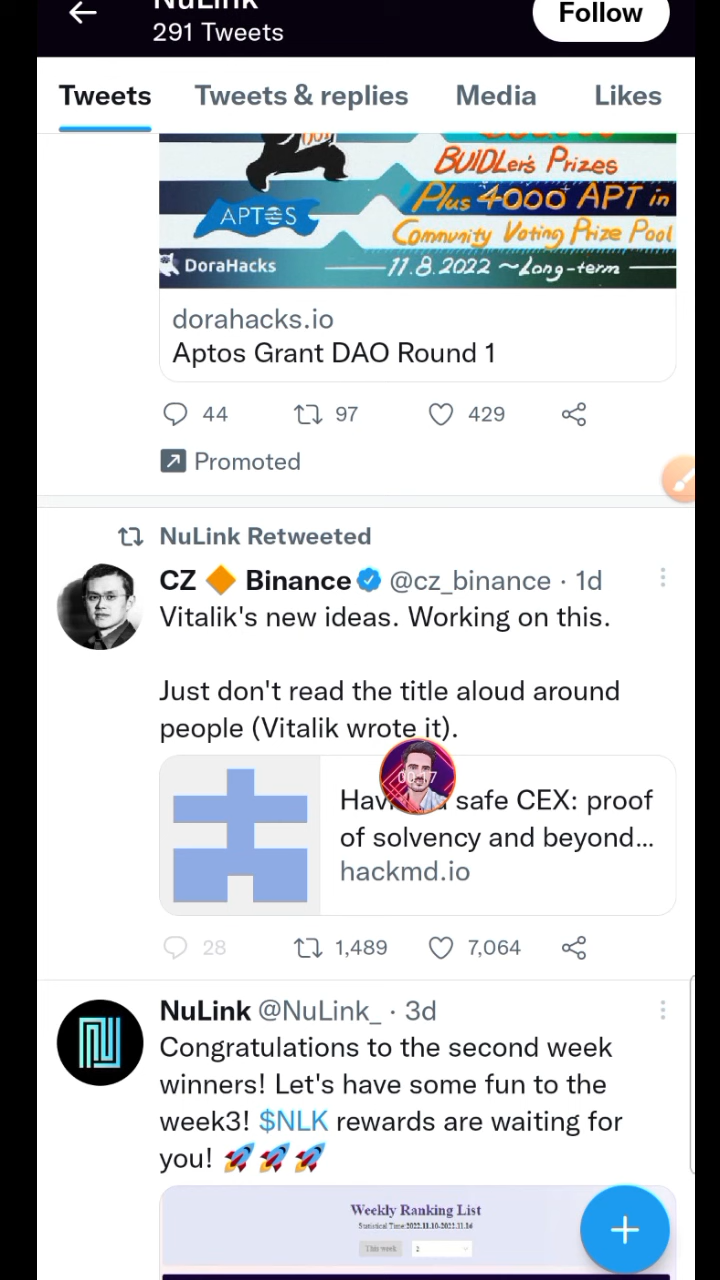 NuLink
291 Tweets
Follow
Tweets
Tweets & replies
Media
Likes
BUIDLer's Prizes
Plus 4000+ APT in
Community Voting Prize Pool
APTOS
DoraHacks
11.8.2022 ~Long-term
dorahacks.io
Aptos Grant DAO Round 1
44
97
429
Promoted
NuLink Retweeted
CZ 🔶 Binance @cz_binance · 1d
Vitalik's new ideas. Working on this.
Just don't read the title aloud around
people (Vitalik wrote it).
safe CEX: proof
of solvency and beyond...
hackmd.io
28
1,489
7,064
NuLink @NuLink_ · 3d
Congratulations to the second week
winners! Let's have some fun to the
week3! $NLK rewards are waiting for
you! 🚀🚀🚀
Weekly Ranking List
Statistical Time:2022.11.10-2022.11.16
This week
2